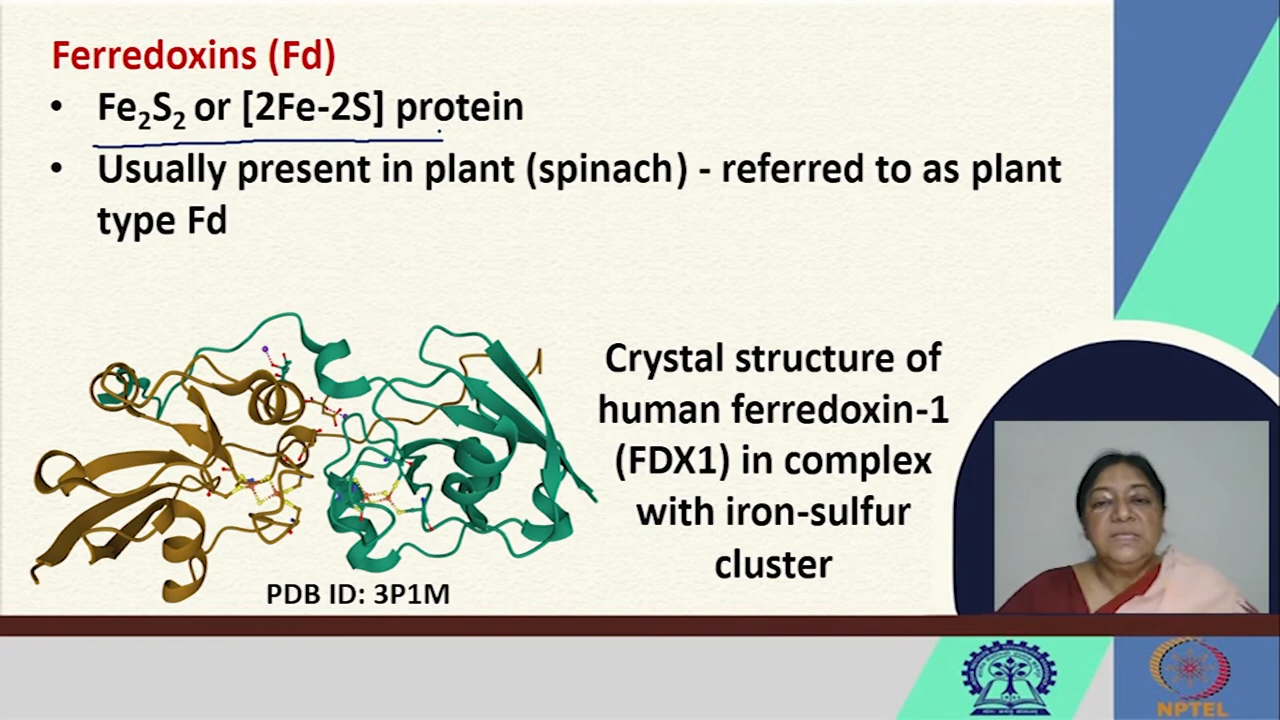 Ferredoxins (Fd)
• Fe₂S₂ or [2Fe-2S] protein
• Usually present in plant (spinach) - referred to as plant
type Fd
Crystal structure of
human ferredoxin-1
(FDX1) in complex
with iron-sulfur
cluster
PDB ID: 3P1M
NPTEL